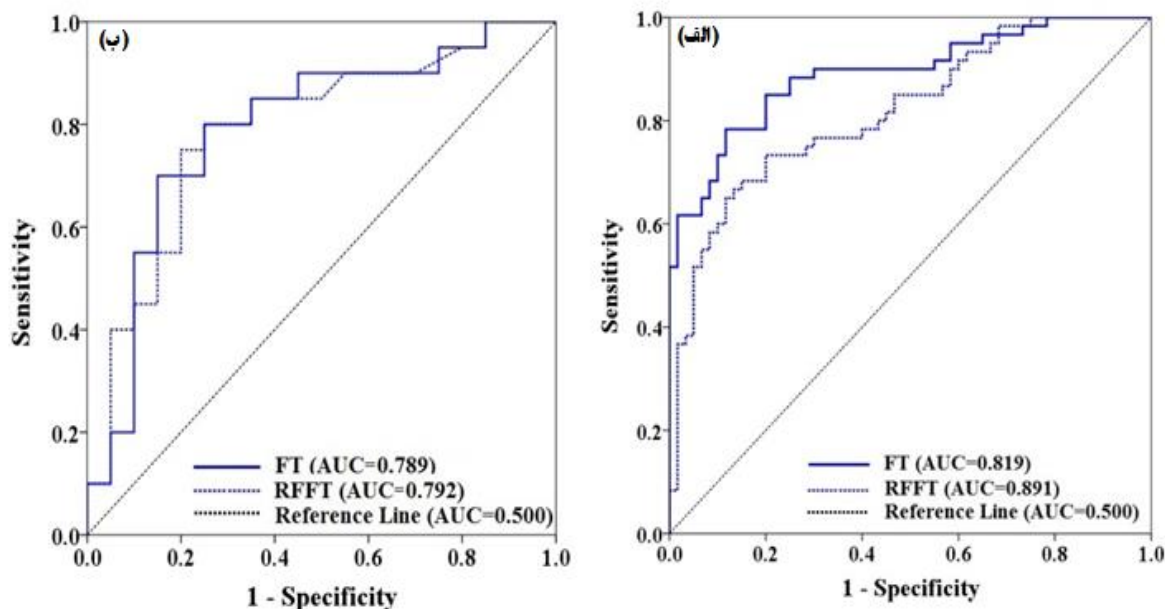 (ب)
1.0
0.8
0.6
0.4
0.2
0.0
Sensitivity
FT (AUC=0.789)
RFFT (AUC=0.792)
Reference Line (AUC=0.500)
0.0 0.2 0.4 0.6 0.8 1.0
1 - Specificity
(الف)
1.0
0.8
0.6
0.4
0.2
0.0
Sensitivity
FT (AUC=0.819)
RFFT (AUC=0.891)
Reference Line (AUC=0.500)
0.0 0.2 0.4 0.6 0.8 1.0
1 - Specificity